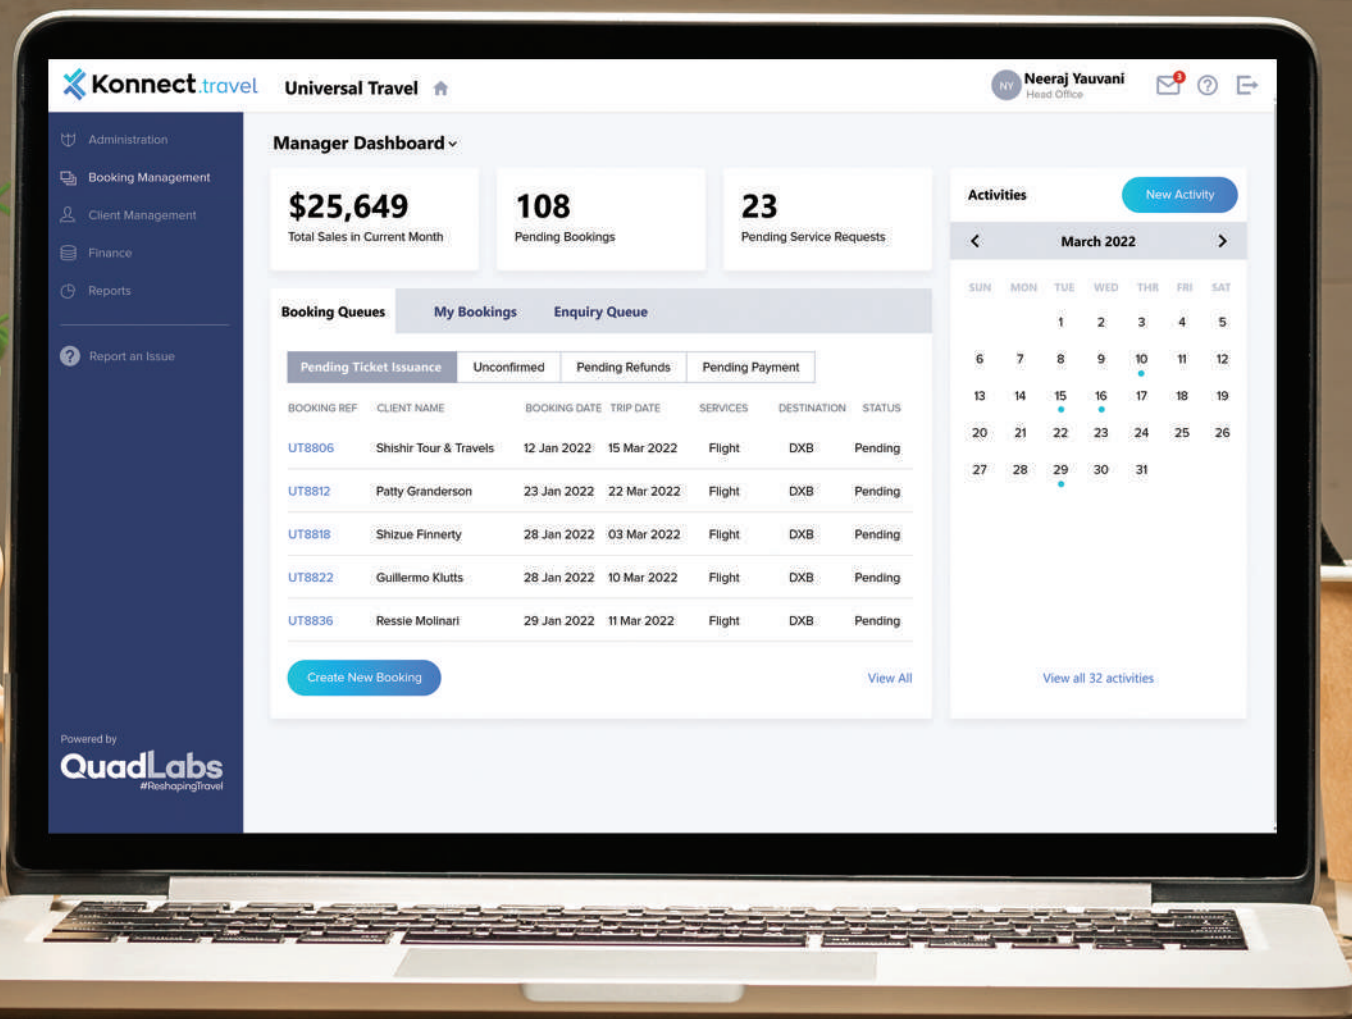 Konnect.travel
Universal Travel
NY
Neeraj Yauvani
Head Office
3
?
Administration
Booking Management
Client Management
Finance
Reports
? Report an Issue
Powered by
QuadLabs
#ReshapingTravel
Manager Dashboard
$25,649
Total Sales in Current Month
108
Pending Bookings
23
Pending Service Requests
Booking Queues My Bookings Enquiry Queue
Pending Ticket Issuance Unconfirmed Pending Refunds Pending Payment
BOOKING REF CLIENT NAME BOOKING DATE TRIP DATE SERVICES DESTINATION STATUS
UT8806 Shishir Tour & Travels 12 Jan 2022 15 Mar 2022 Flight DXB Pending
UT8812 Patty Granderson 23 Jan 2022 22 Mar 2022 Flight DXB Pending
UT8818 Shizue Finnerty 28 Jan 2022 03 Mar 2022 Flight DXB Pending
UT8822 Guillermo Klutts 28 Jan 2022 10 Mar 2022 Flight DXB Pending
UT8836 Ressie Molinari 29 Jan 2022 11 Mar 2022 Flight DXB Pending
Create New Booking View All
Activities New Activity
March 2022
SUN MON TUE WED THR FRI SAT
1 2 3 4 5
6 7 8 9 10 11 12
13 14 15 16 17 18 19
20 21 22 23 24 25 26
27 28 29 30 31
View all 32 activities